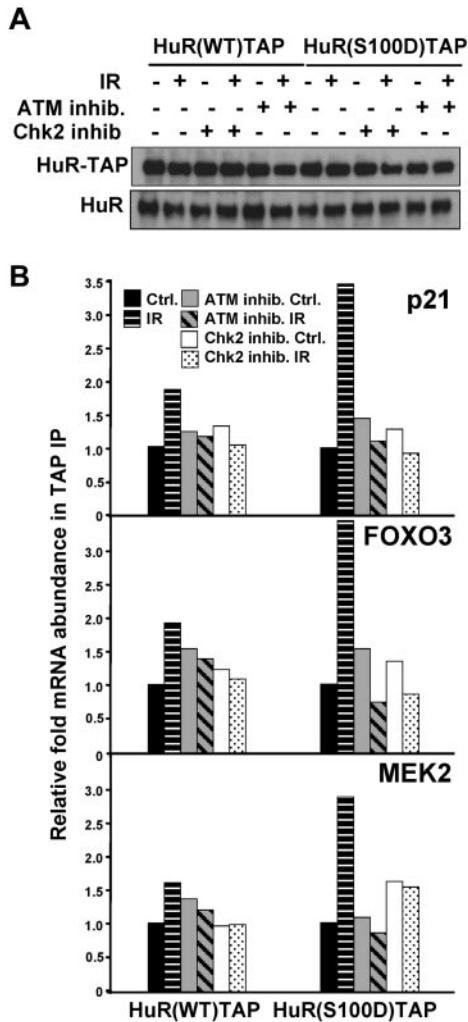 A
HuR(WT)TAP HuR(S100D)TAP
IR - + - + - + - + - + - +
ATM inhib. - - - - + + - - - - + +
Chk2 inhib - - + + - - - - + + - -
HuR-TAP
HuR
B
Relative fold mRNA abundance in TAP IP
3.5
3.0
2.5
2.0
1.5
1.0
0.5
0
Ctrl. ATM inhib. Ctrl.
IR ATM inhib. IR
Chk2 inhib. Ctrl.
Chk2 inhib. IR
p21
FOXO3
3.0
2.5
2.0
1.5
1.0
0.5
0
MEK2
3.0
2.5
2.0
1.5
1.0
0.5
0
HuR(WT)TAP HuR(S100D)TAP